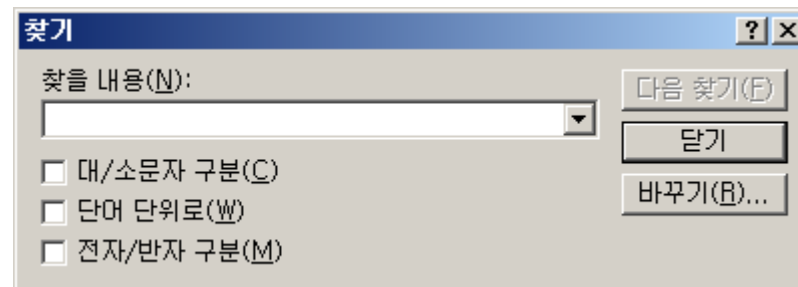 찾기
찾을 내용(N):
다음 찾기(F)
닫기
대/소문자 구분(C)
바꾸기(R)...
단어 단위로(W)
전자/반자 구분(M)